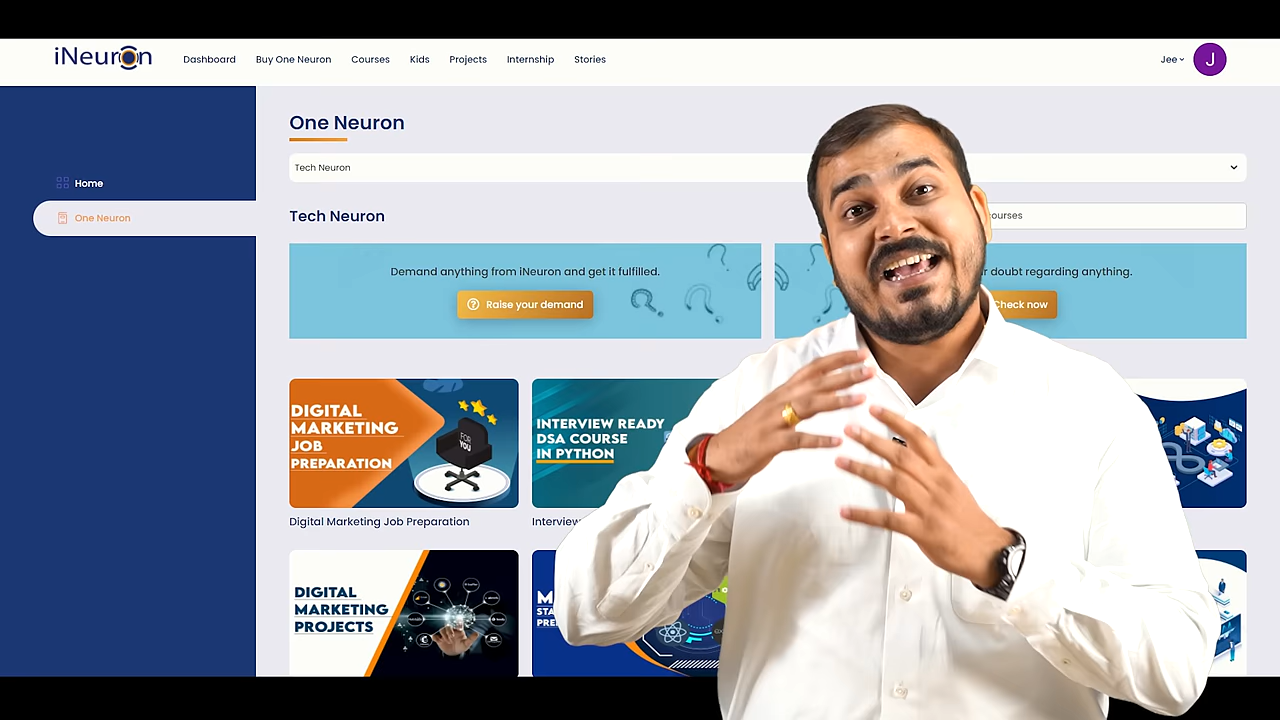 iNeuron
Dashboard
Buy One Neuron
Courses
Kids
Projects
Internship
Stories
Jee
J
Home
One Neuron
One Neuron
Tech Neuron
Tech Neuron
Demand anything from iNeuron and get it fulfilled.
Raise your demand
doubt regarding anything.
Check now
DIGITAL
MARKETING
JOB
PREPARATION
FOR
YOU
INTERVIEW READY
DSA COURSE
IN PYTHON
Digital Marketing Job Preparation
Interview
DIGITAL
MARKETING
PROJECTS